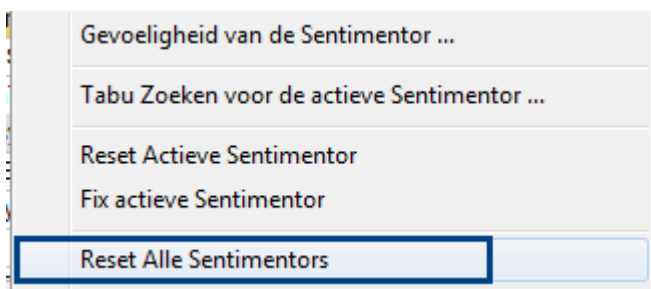 Gevoeligheid van de Sentimentor ...
Tabu Zoeken voor de actieve Sentimentor ...
Reset Actieve Sentimentor
Fix actieve Sentimentor
Reset Alle Sentimentors